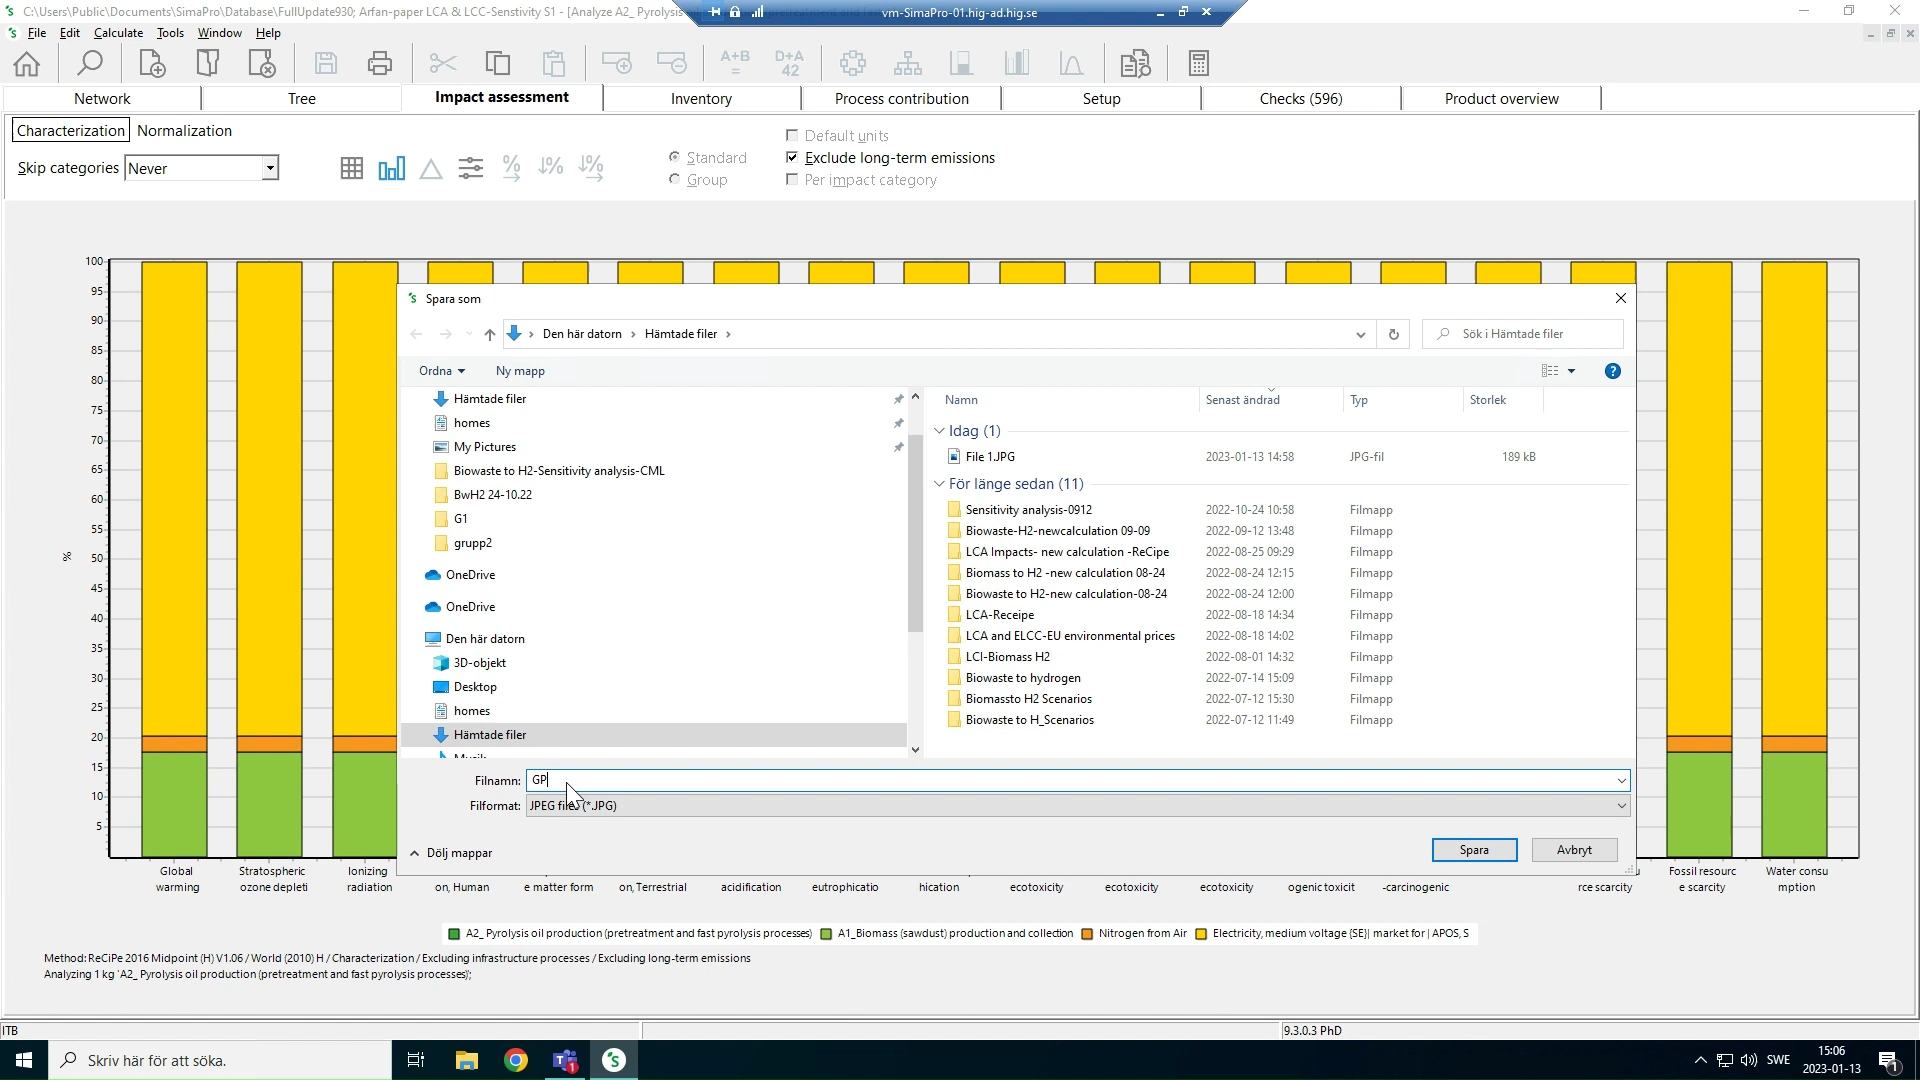 C:\Users\Public\Documents\SimaPro\Database\FullUpdate930; Arfan-paper LCA & LCC-Senstivity S1 - [Analyze A2_ Pyrolysis
vm-SimaPro-01.hig-ad.hig.se
File Edit Calculate Tools Window Help
A+B
=
D+A
42
Network Tree Impact assessment Inventory Process contribution Setup Checks (596) Product overview
Characterization Normalization
Skip categories Never
Standard
Group
Default units
Exclude long-term emissions
Per impact category
Spara som
Den här datorn Hämtade filer
Sök i Hämtade filer
Ordna Ny mapp
Hämtade filer
homes
My Pictures
Biowaste to H2-Sensitivity analysis-CML
BwH2 24-10.22
G1
grupp2
OneDrive
OneDrive
Den här datorn
3D-objekt
Desktop
homes
Hämtade filer
Namn Senast ändrad Typ Storlek
Idag (1)
File 1.JPG 2023-01-13 14:58 JPG-fil 189 kB
För länge sedan (11)
Sensitivity analysis-0912 2022-10-24 10:58 Filmapp
Biowaste-H2-newcalculation 09-09 2022-09-12 13:48 Filmapp
LCA Impacts- new calculation -ReCipe 2022-08-25 09:29 Filmapp
Biomass to H2 -new calculation 08-24 2022-08-24 12:15 Filmapp
Biowaste to H2-new calculation-08-24 2022-08-24 12:00 Filmapp
LCA-Receipe 2022-08-18 14:34 Filmapp
LCA and ELCC-EU environmental prices 2022-08-18 14:02 Filmapp
LCI-Biomass H2 2022-08-01 14:32 Filmapp
Biowaste to hydrogen 2022-07-14 15:09 Filmapp
Biomassto H2 Scenarios 2022-07-12 15:30 Filmapp
Biowaste to H_Scenarios 2022-07-12 11:49 Filmapp
Filnamn: GP
Filformat: JPEG file (*.JPG)
Dölj mappar
Spara Avbryt
100
95
90
85
80
75
70
65
60
55
50
45
40
35
30
25
20
15
10
5
%
Global
warming
Stratospheric
ozone depleti
Ionizing
radiation
on, Human
e matter form
on, Terrestrial
acidification
eutrophicatio
hication
ecotoxicity
ecotoxicity
ecotoxicity
ogenic toxicit
-carcinogenic
rce scarcity
Fossil resourc
e scarcity
Water consu
mption
A2_ Pyrolysis oil production (pretreatment and fast pyrolysis processes) A1_Biomass (sawdust) production and collection Nitrogen from Air Electricity, medium voltage {SE}| market for | APOS, S
Method: ReCiPe 2016 Midpoint (H) V1.06 / World (2010) H / Characterization / Excluding infrastructure processes / Excluding long-term emissions
Analyzing 1 kg 'A2_ Pyrolysis oil production (pretreatment and fast pyrolysis processes)';
ITB 9.3.0.3 PhD
Skriv här för att söka.
SWE
15:06
2023-01-13